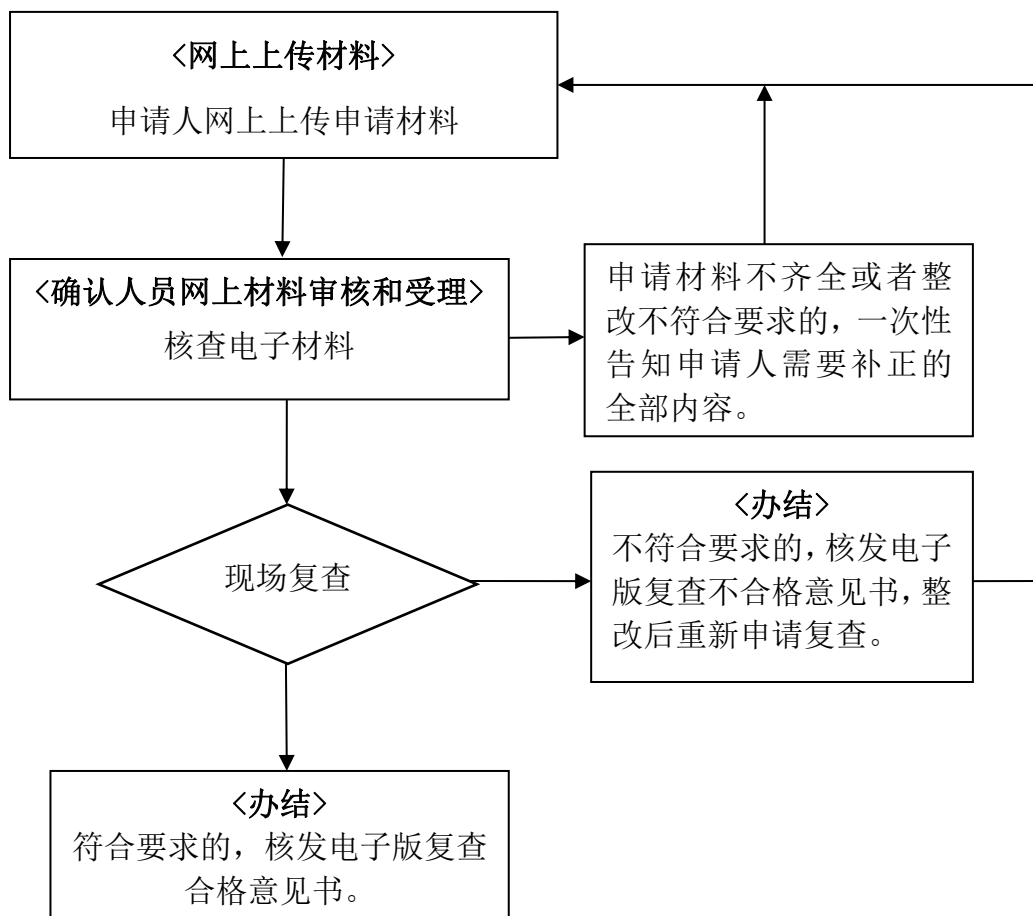 <网上上传材料>
申请人网上上传申请材料
<确认人员网上材料审核和受理>
核查电子材料
申请材料不齐全或者整
改不符合要求的，一次性
告知申请人需要补正的
全部内容。
现场复查
<办结>
不符合要求的，核发电子
版复查不合格意见书，整
改后重新申请复查。
<办结>
符合要求的，核发电子版复查
合格意见书。